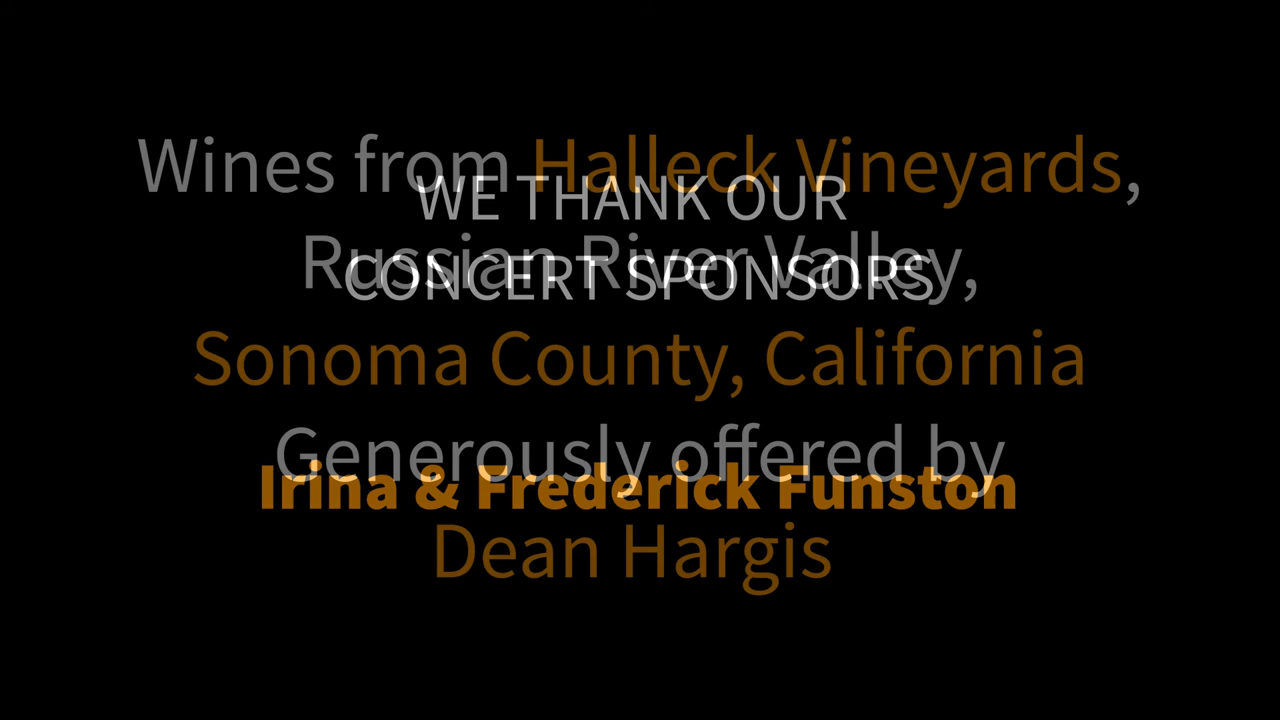 Wines from Halleck Vineyards,
WE THANK OUR
Russian River Valley,
CONCERT SPONSORS
Sonoma County, California
Generously offered by
Irina & Frederick Funston
Dean Hargis